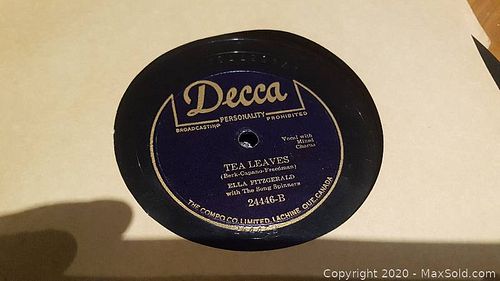 Decca
PERSONALITY
BROADCASTING PROHIBITED
Vocal with
Mixed
Chorus
TEA LEAVES
(Berk-Capano-Freedman)
ELLA FITZGERALD
with The Song Spinners
24446-B
THE COMPO CO. LIMITED, LACHINE QUE. CANADA
Copyright © 2020 - MaxSold.com